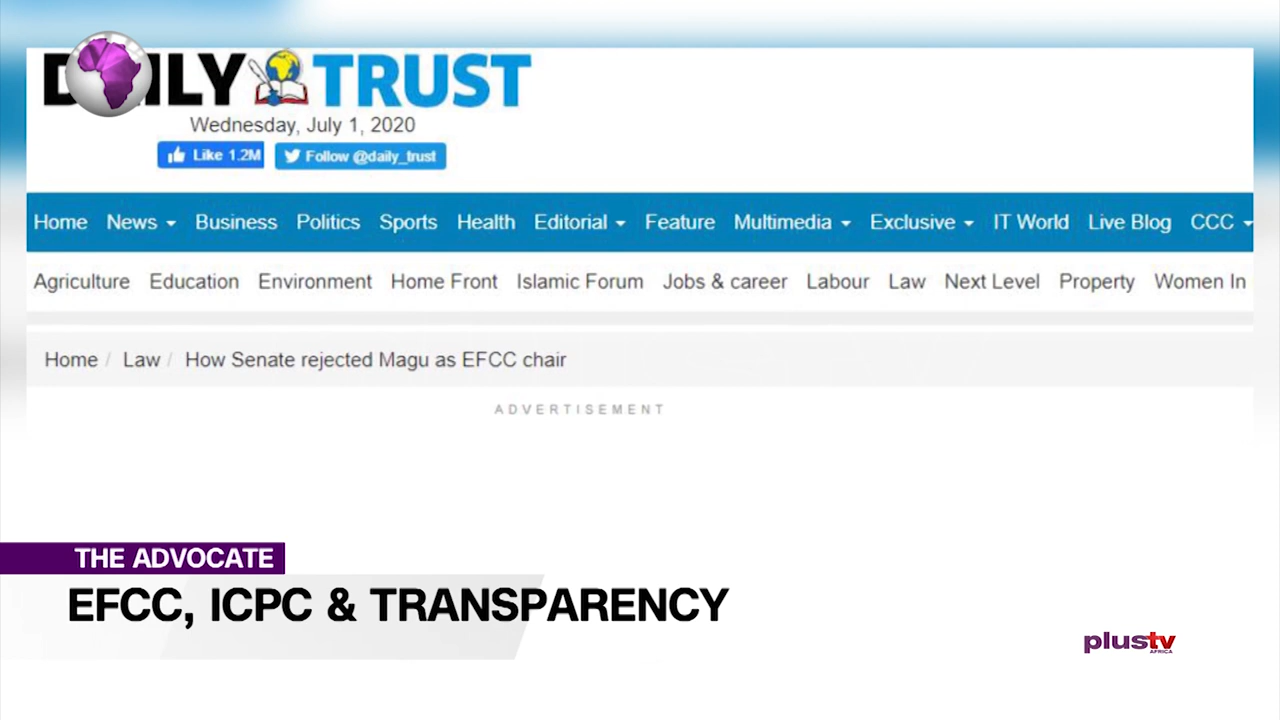 DAILY TRUST
Wednesday, July 1, 2020
Like 1.2M Follow @daily_trust
Home News Business Politics Sports Health Editorial Feature Multimedia Exclusive IT World Live Blog CCC
Agriculture Education Environment Home Front Islamic Forum Jobs & career Labour Law Next Level Property Women In
Home / Law / How Senate rejected Magu as EFCC chair
ADVERTISEMENT
THE ADVOCATE
EFCC, ICPC & TRANSPARENCY
plustv
AFRICA